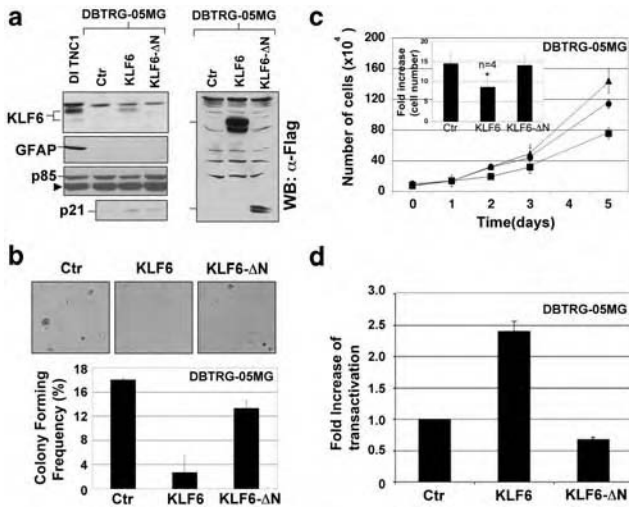 a
DBTRG-05MG
DI TNC1
Ctr
KLF6
KLF6-ΔN
KLF6
GFAP
p85
p21
DBTRG-05MG
Ctr
KLF6
KLF6-ΔN
WB: α-Flag
b
Ctr KLF6 KLF6-ΔN
DBTRG-05MG
Colony Forming
Frequency (%)
18
16
12
8
4
0
Ctr KLF6 KLF6-ΔN
c
DBTRG-05MG
Number of cells (x10⁴)
160
120
80
40
0
Fold increase
(cell number)
20
15
10
5
0
n=4
*
Ctr KLF6 KLF6-ΔN
0 1 2 3 4 5
Time(days)
d
DBTRG-05MG
Fold Increase of
transactivation
3.0
2.5
2.0
1.5
1.0
0.5
0
Ctr KLF6 KLF6-ΔN